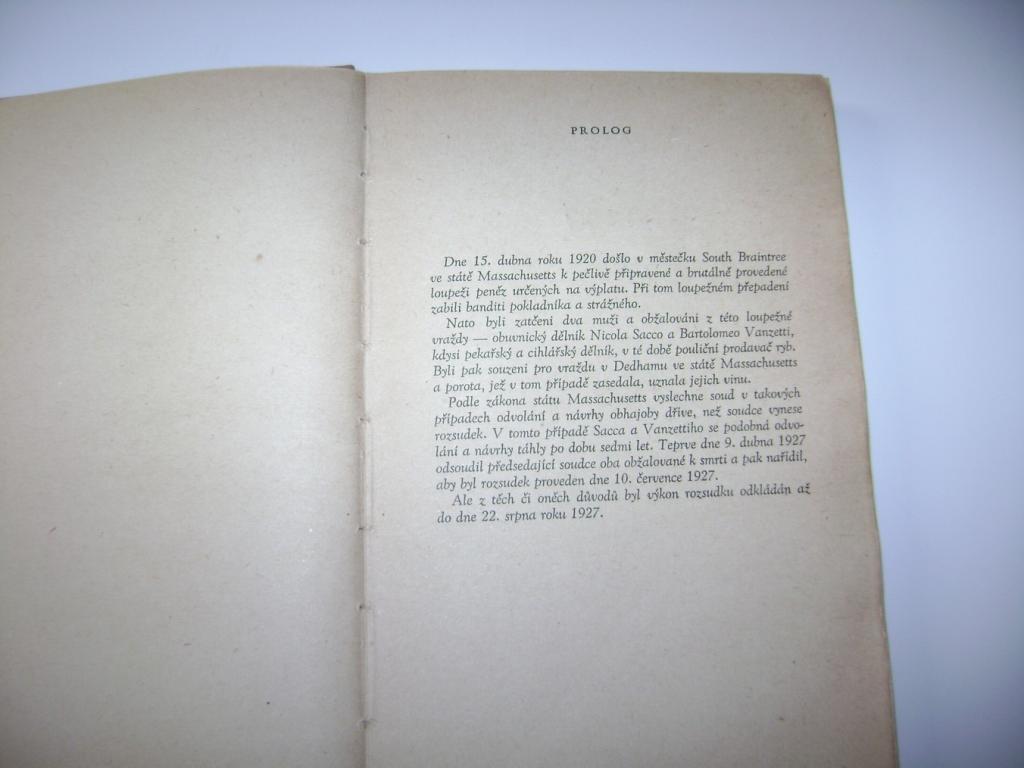 PROLOG
Dne 15. dubna roku 1920 došlo v městečku South Braintree
ve státě Massachusetts k pečlivě připravené a brutálně provedené
loupeži peněz určených na výplatu. Při tom loupežném přepadení
zabili banditi pokladníka a strážného.
Nato byli zatčeni dva muži a obžalováni z této loupežné
vraždy — obuvnický dělník Nicola Sacco a Bartolomeo Vanzetti,
kdysi pekařský a cihlářský dělník, v té době pouliční prodavač ryb.
Byli pak souzeni pro vraždu v Dedhamu ve státě Massachusetts
a porota, jež v tom případě zasedala, uznala jejich vinu.
Podle zákona státu Massachusetts vyslechne soud v takových
případech odvolání a návrhy obhajoby dříve, než soudce vynese
rozsudek. V tomto případě Sacca a Vanzettiho se podobná odvo-
lání a návrhy táhly po dobu sedmi let. Teprve dne 9. dubna 1927
odsoudil předsedající soudce oba obžalované k smrti a pak nařídil,
aby byl rozsudek proveden dne 10. července 1927.
Ale z těch či oněch důvodů byl výkon rozsudku odkládán až
do dne 22. srpna roku 1927.